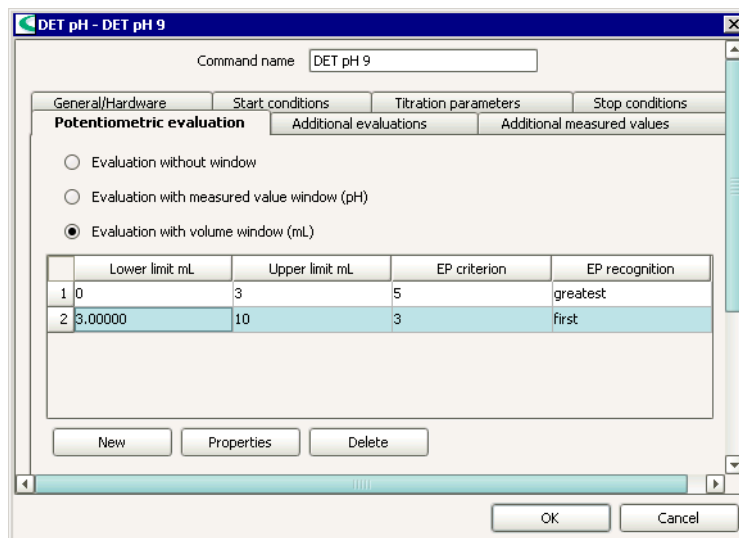 DET pH - DET pH 9
Command name DET pH 9
General/Hardware Start conditions Titration parameters Stop conditions
Potentiometric evaluation Additional evaluations Additional measured values
Evaluation without window
Evaluation with measured value window (pH)
Evaluation with volume window (mL)
Lower limit mL Upper limit mL EP criterion EP recognition
1 0 3 5 greatest
2 3.00000 10 3 first
New Properties Delete
OK Cancel